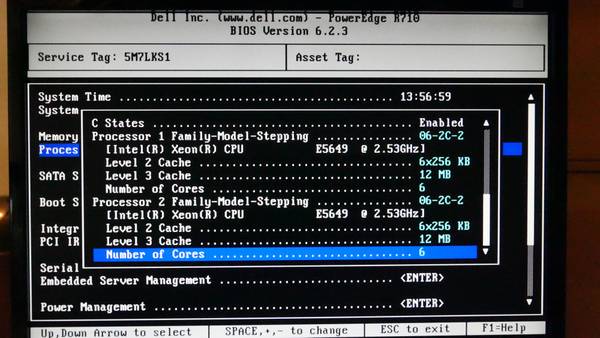 Dell Inc. (www.dell.com) - PowerEdge R710
BIOS Version 6.2.3
Service Tag: 5M7LKS1
Asset Tag:
System Time ........................................ 13:56:59
System
C States ........................................ Enabled
Processor 1 Family-Model-Stepping ............... 06-2C-2
Memory
[Intel(R) Xeon(R) CPU E5649 @ 2.53GHz]
Proces
Level 2 Cache ................................... 6x256 KB
Level 3 Cache ................................... 12 MB
SATA S
Number of Cores ................................. 6
Processor 2 Family-Model-Stepping ............... 06-2C-2
Boot S
[Intel(R) Xeon(R) CPU E5649 @ 2.53GHz]
Level 2 Cache ................................... 6x256 KB
Integr
Level 3 Cache ................................... 12 MB
PCI IR
Number of Cores ................................. 6
Serial
Embedded Server Management ......................... <ENTER>
Power Management ................................... <ENTER>
Up,Down Arrow to select
SPACE,+,- to change
ESC to exit
F1=Help